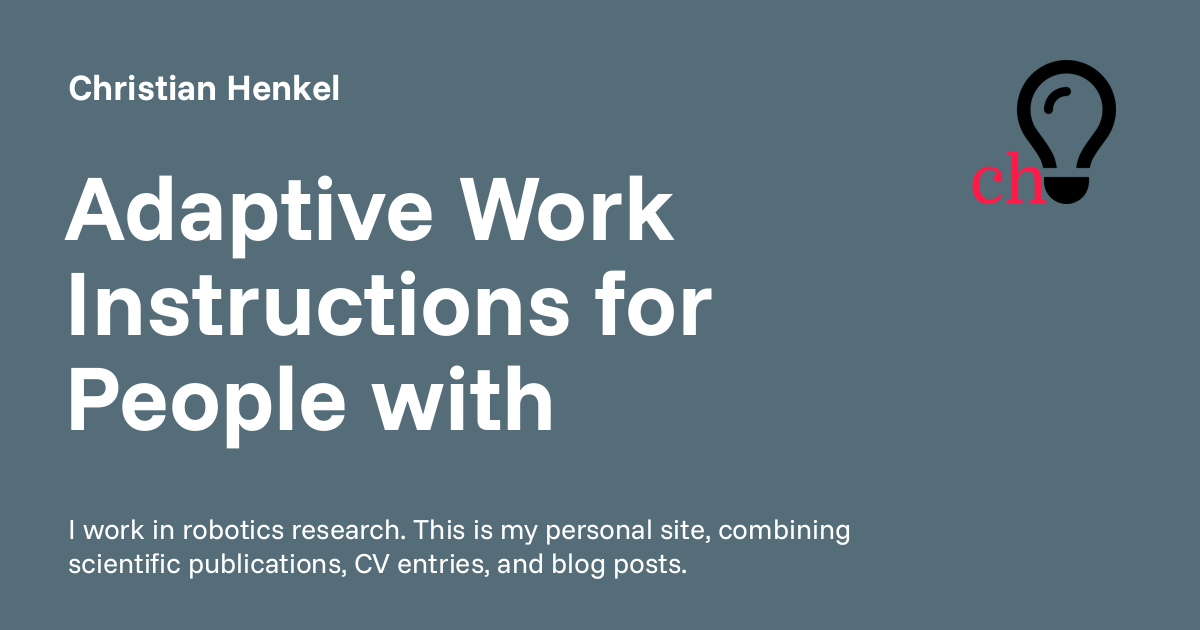 Christian Henkel
ch
Adaptive Work
Instructions for
People with
I work in robotics research. This is my personal site, combining
scientific publications, CV entries, and blog posts.